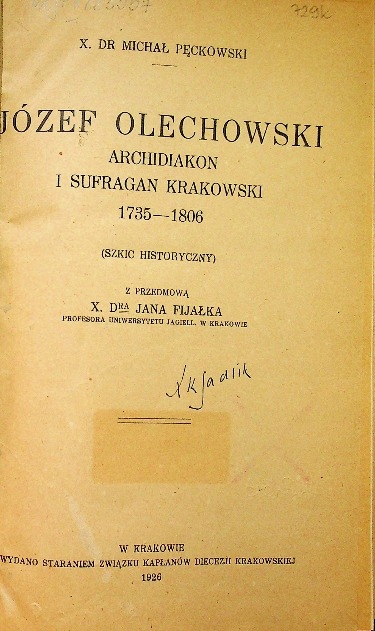 729k
X. DR MICHAŁ PĘCKOWSKI
JÓZEF OLECHOWSKI
ARCHIDIAKON
I SUFRAGAN KRAKOWSKI
1735—1806
(SZKIC HISTORYCZNY)
Z PRZEDMOWĄ
X. DRA JANA FIJAŁKA
PROFESORA UNIWERSYTETU JAGIELL. W KRAKOWIE
W KRAKOWIE
WYDANO STARANIEM ZWIĄZKU KAPŁANÓW DIECEZJI KRAKOWSKIEJ
1926